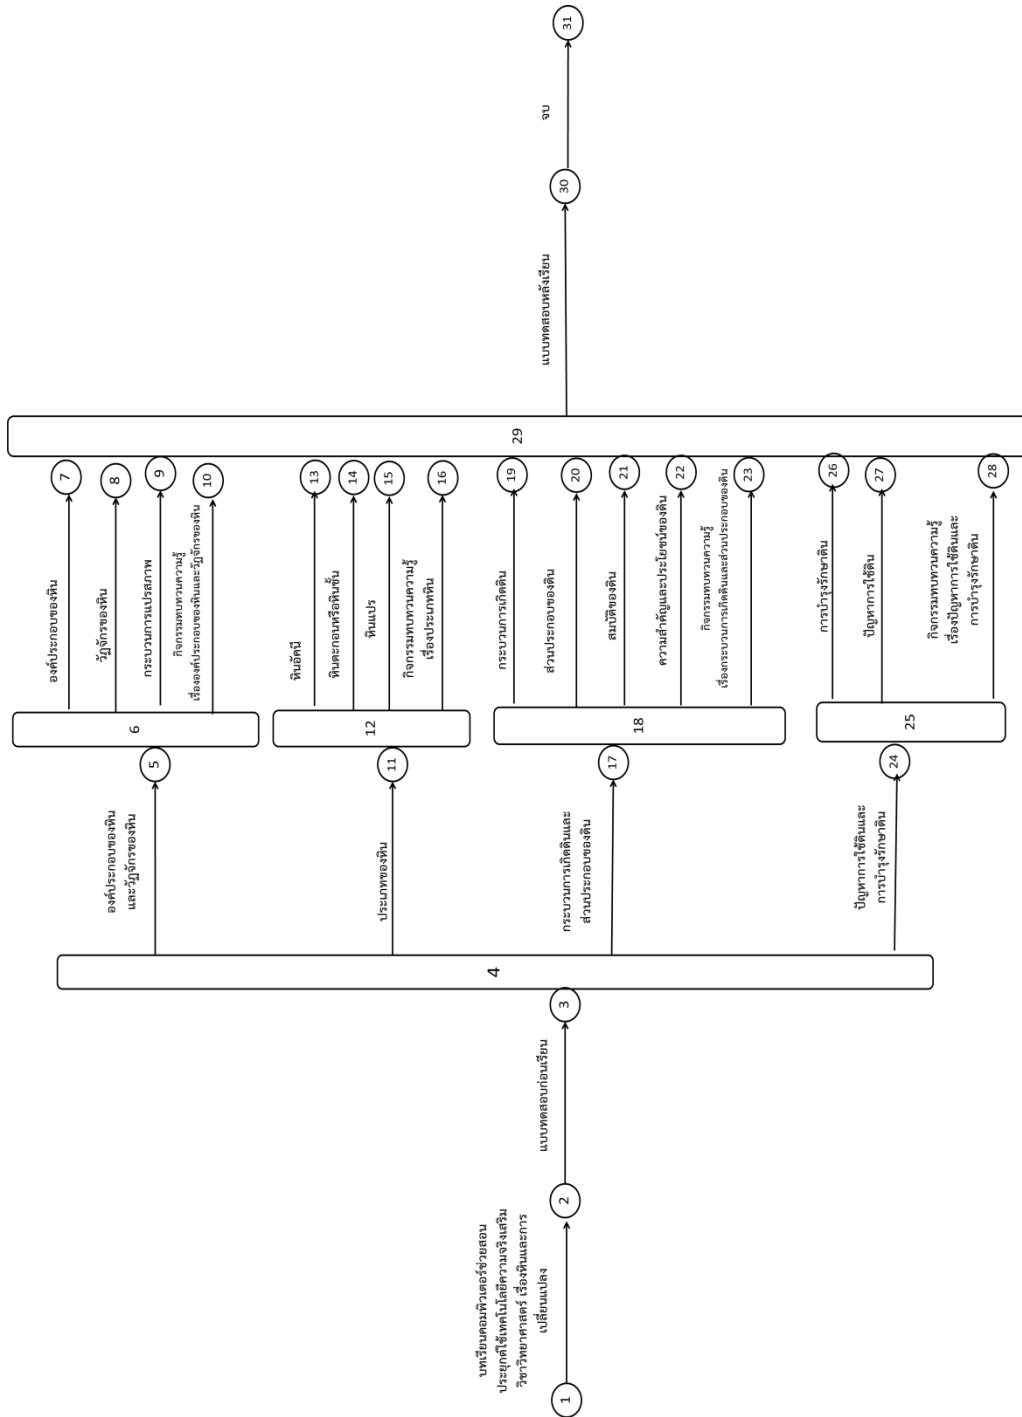 1
บทเรียนคอมพิวเตอร์ช่วยสอน
ประยุกต์ใช้เทคโนโลยีความจริงเสริม
วิชาวิทยาศาสตร์ เรื่องหินและการ
เปลี่ยนแปลง
2
แบบทดสอบก่อนเรียน
3
4
องค์ประกอบของหิน
และวัฏจักรของหิน
5
6
องค์ประกอบของหิน
7
วัฏจักรของหิน
8
กระบวนการแปรสภาพ
9
กิจกรรมทบทวนความรู้
เรื่ององค์ประกอบของหินและวัฏจักรของหิน
10
ประเภทของหิน
11
12
หินอัคนี
13
หินตะกอนหรือหินชั้น
14
หินแปร
15
กิจกรรมทบทวนความรู้
เรื่องประเภทหิน
16
กระบวนการเกิดดินและ
ส่วนประกอบของดิน
17
18
กระบวนการเกิดดิน
19
ส่วนประกอบของดิน
20
สมบัติของดิน
21
ความสำคัญและประโยชน์ของดิน
22
กิจกรรมทบทวนความรู้
เรื่องกระบวนการเกิดดินและส่วนประกอบของดิน
23
ปัญหาการใช้ดินและ
การบำรุงรักษาดิน
24
25
การบำรุงรักษาดิน
26
ปัญหาการใช้ดิน
27
กิจกรรมทบทวนความรู้
เรื่องปัญหาการใช้ดินและ
การบำรุงรักษาดิน
28
29
แบบทดสอบหลังเรียน
30
จบ
31